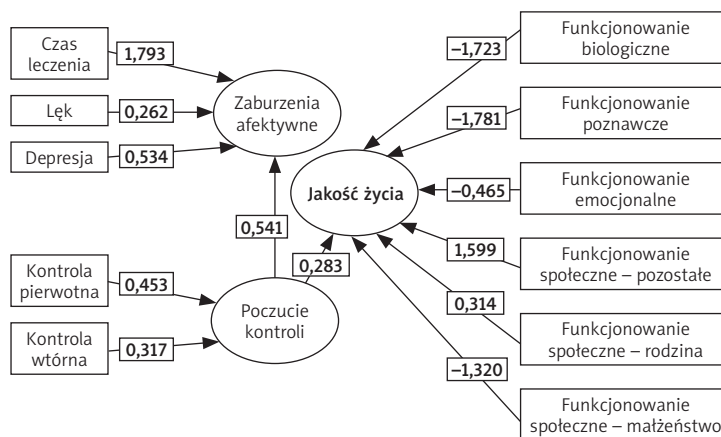 Czas
leczenia
1,793
Lęk
0,262
Depresja
0,534
Zaburzenia
afektywne
0,541
Kontrola
pierwotna
0,453
Kontrola
wtórna
0,317
Poczucie
kontroli
0,283
Jakość życia
–1,723
Funkcjonowanie
biologiczne
–1,781
Funkcjonowanie
poznawcze
–0,465
Funkcjonowanie
emocjonalne
1,599
Funkcjonowanie
społeczne – pozostałe
0,314
Funkcjonowanie
społeczne – rodzina
–1,320
Funkcjonowanie
społeczne – małżeństwo